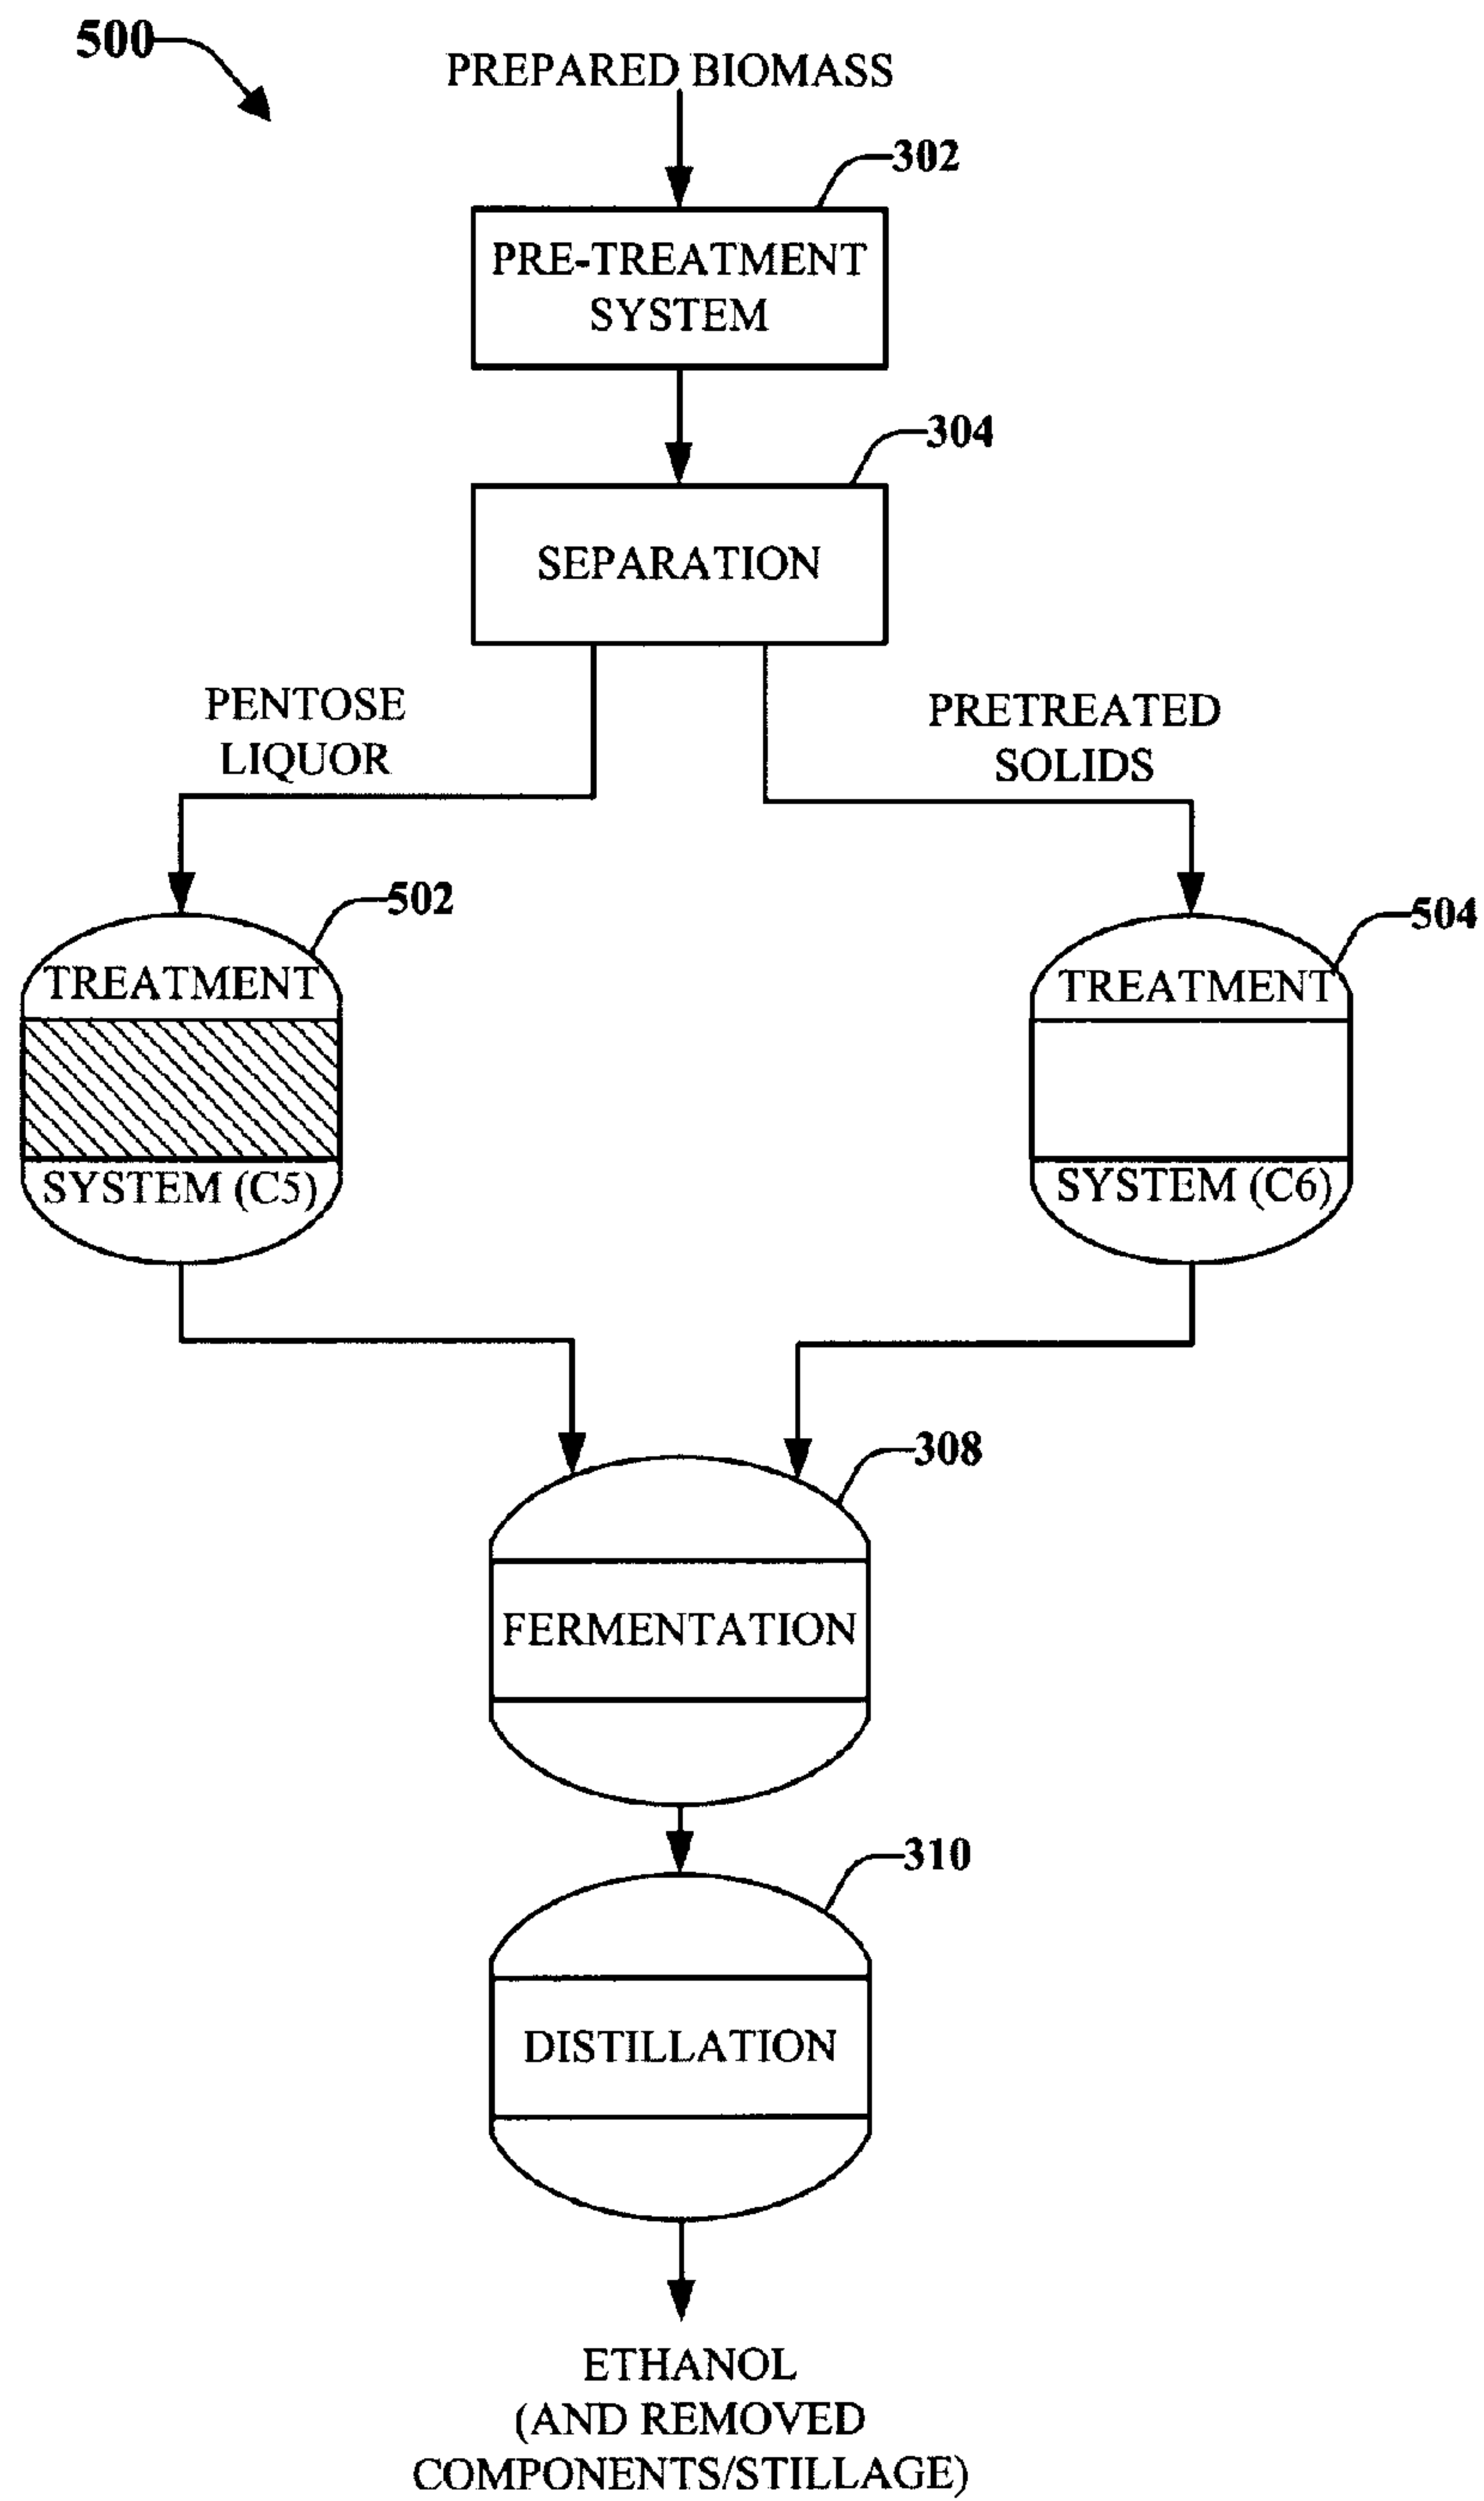 500
PREPARED BIOMASS
302
PRE-TREATMENT
SYSTEM
304
SEPARATION
PENTOSE
LIQUOR
PRETREATED
SOLIDS
502
504
TREATMENT
SYSTEM (C5)
TREATMENT
SYSTEM (C6)
308
FERMENTATION
310
DISTILLATION
ETHANOL
(AND REMOVED
COMPONENTS/STILLAGE)